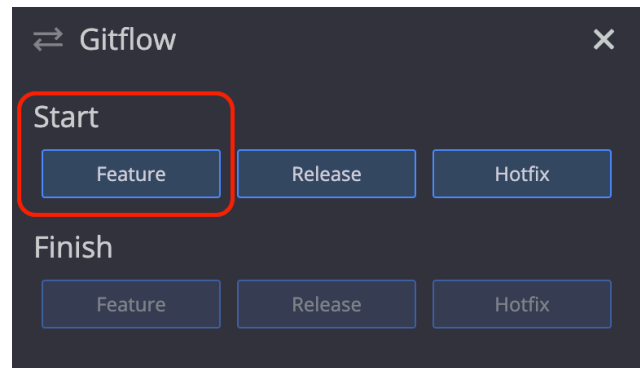 Gitflow
Start
Feature Release Hotfix
Finish
Feature Release Hotfix